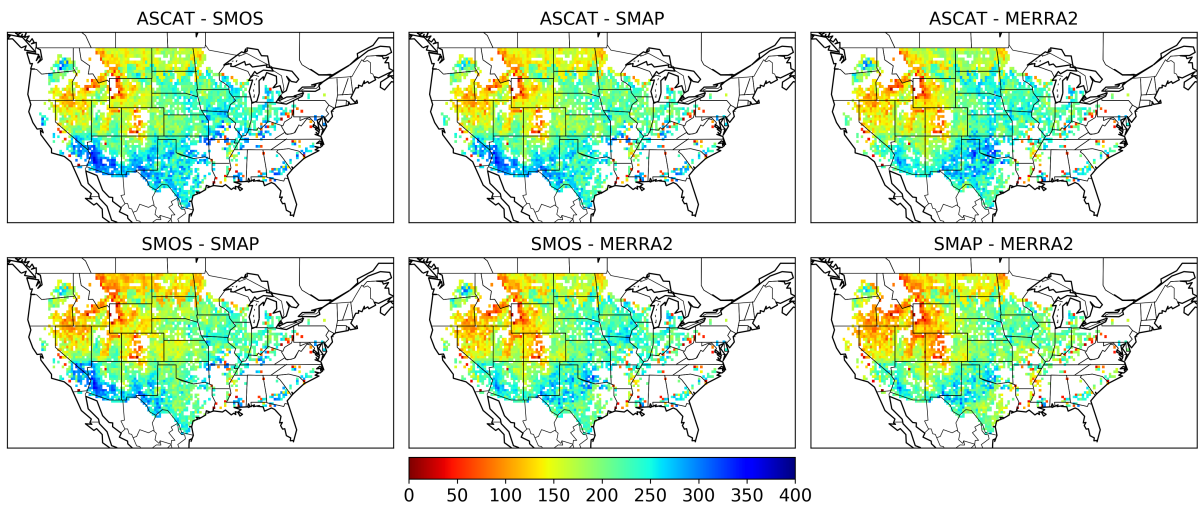 ASCAT - SMOS
ASCAT - SMAP
ASCAT - MERRA2
SMOS - SMAP
SMOS - MERRA2
SMAP - MERRA2
0 50 100 150 200 250 300 350 400